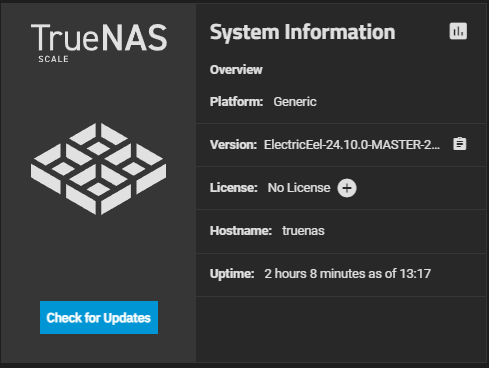 TrueNAS
SCALE
Check for Updates
System Information
Overview
Platform: Generic
Version: ElectricEel-24.10.0-MASTER-2...
License: No License
Hostname: truenas
Uptime: 2 hours 8 minutes as of 13:17